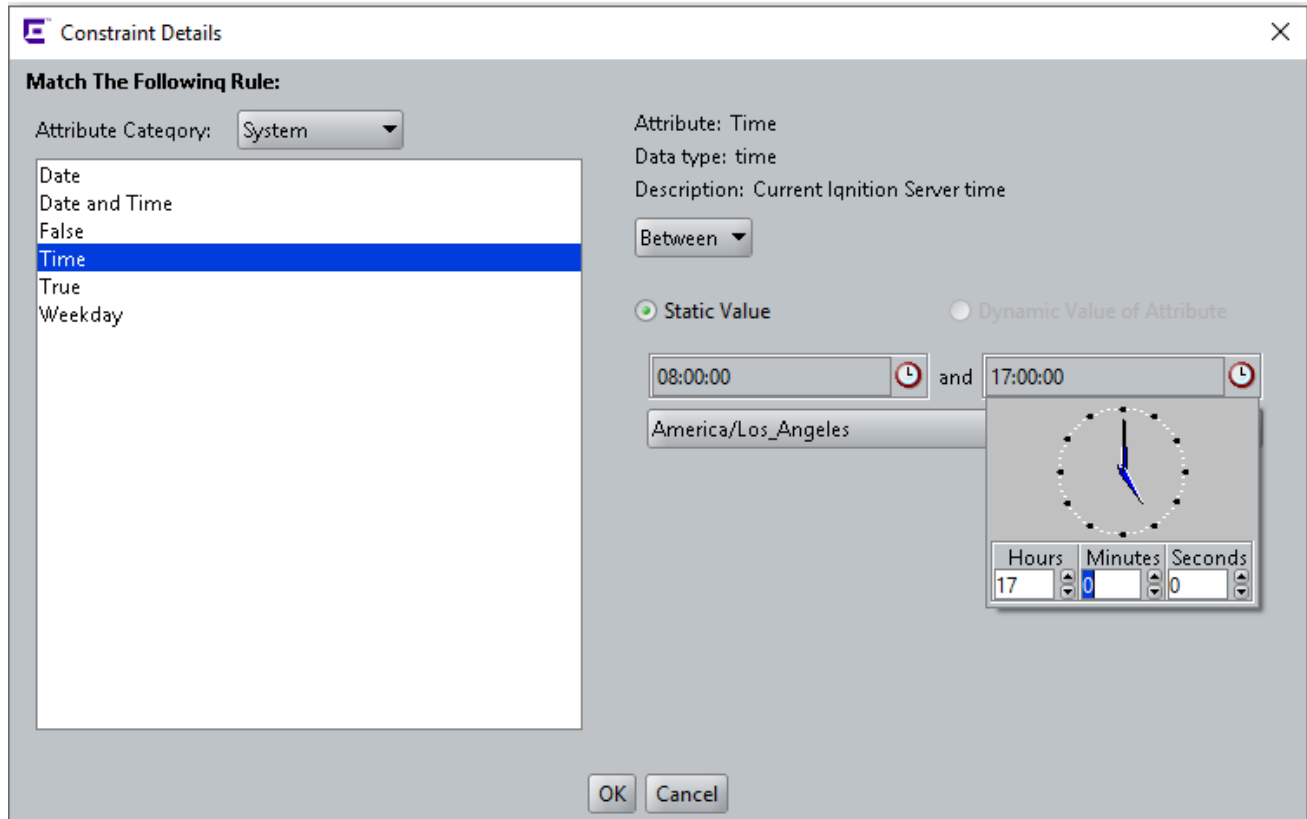 Constraint Details
Match The Following Rule:
Attribute Category: System
Date
Date and Time
False
Time
True
Weekday
Attribute: Time
Data type: time
Description: Current Ignition Server time
Between
Static Value
Dynamic Value of Attribute
08:00:00 and 17:00:00
America/Los_Angeles
Hours Minutes Seconds
17 0 0
OK Cancel